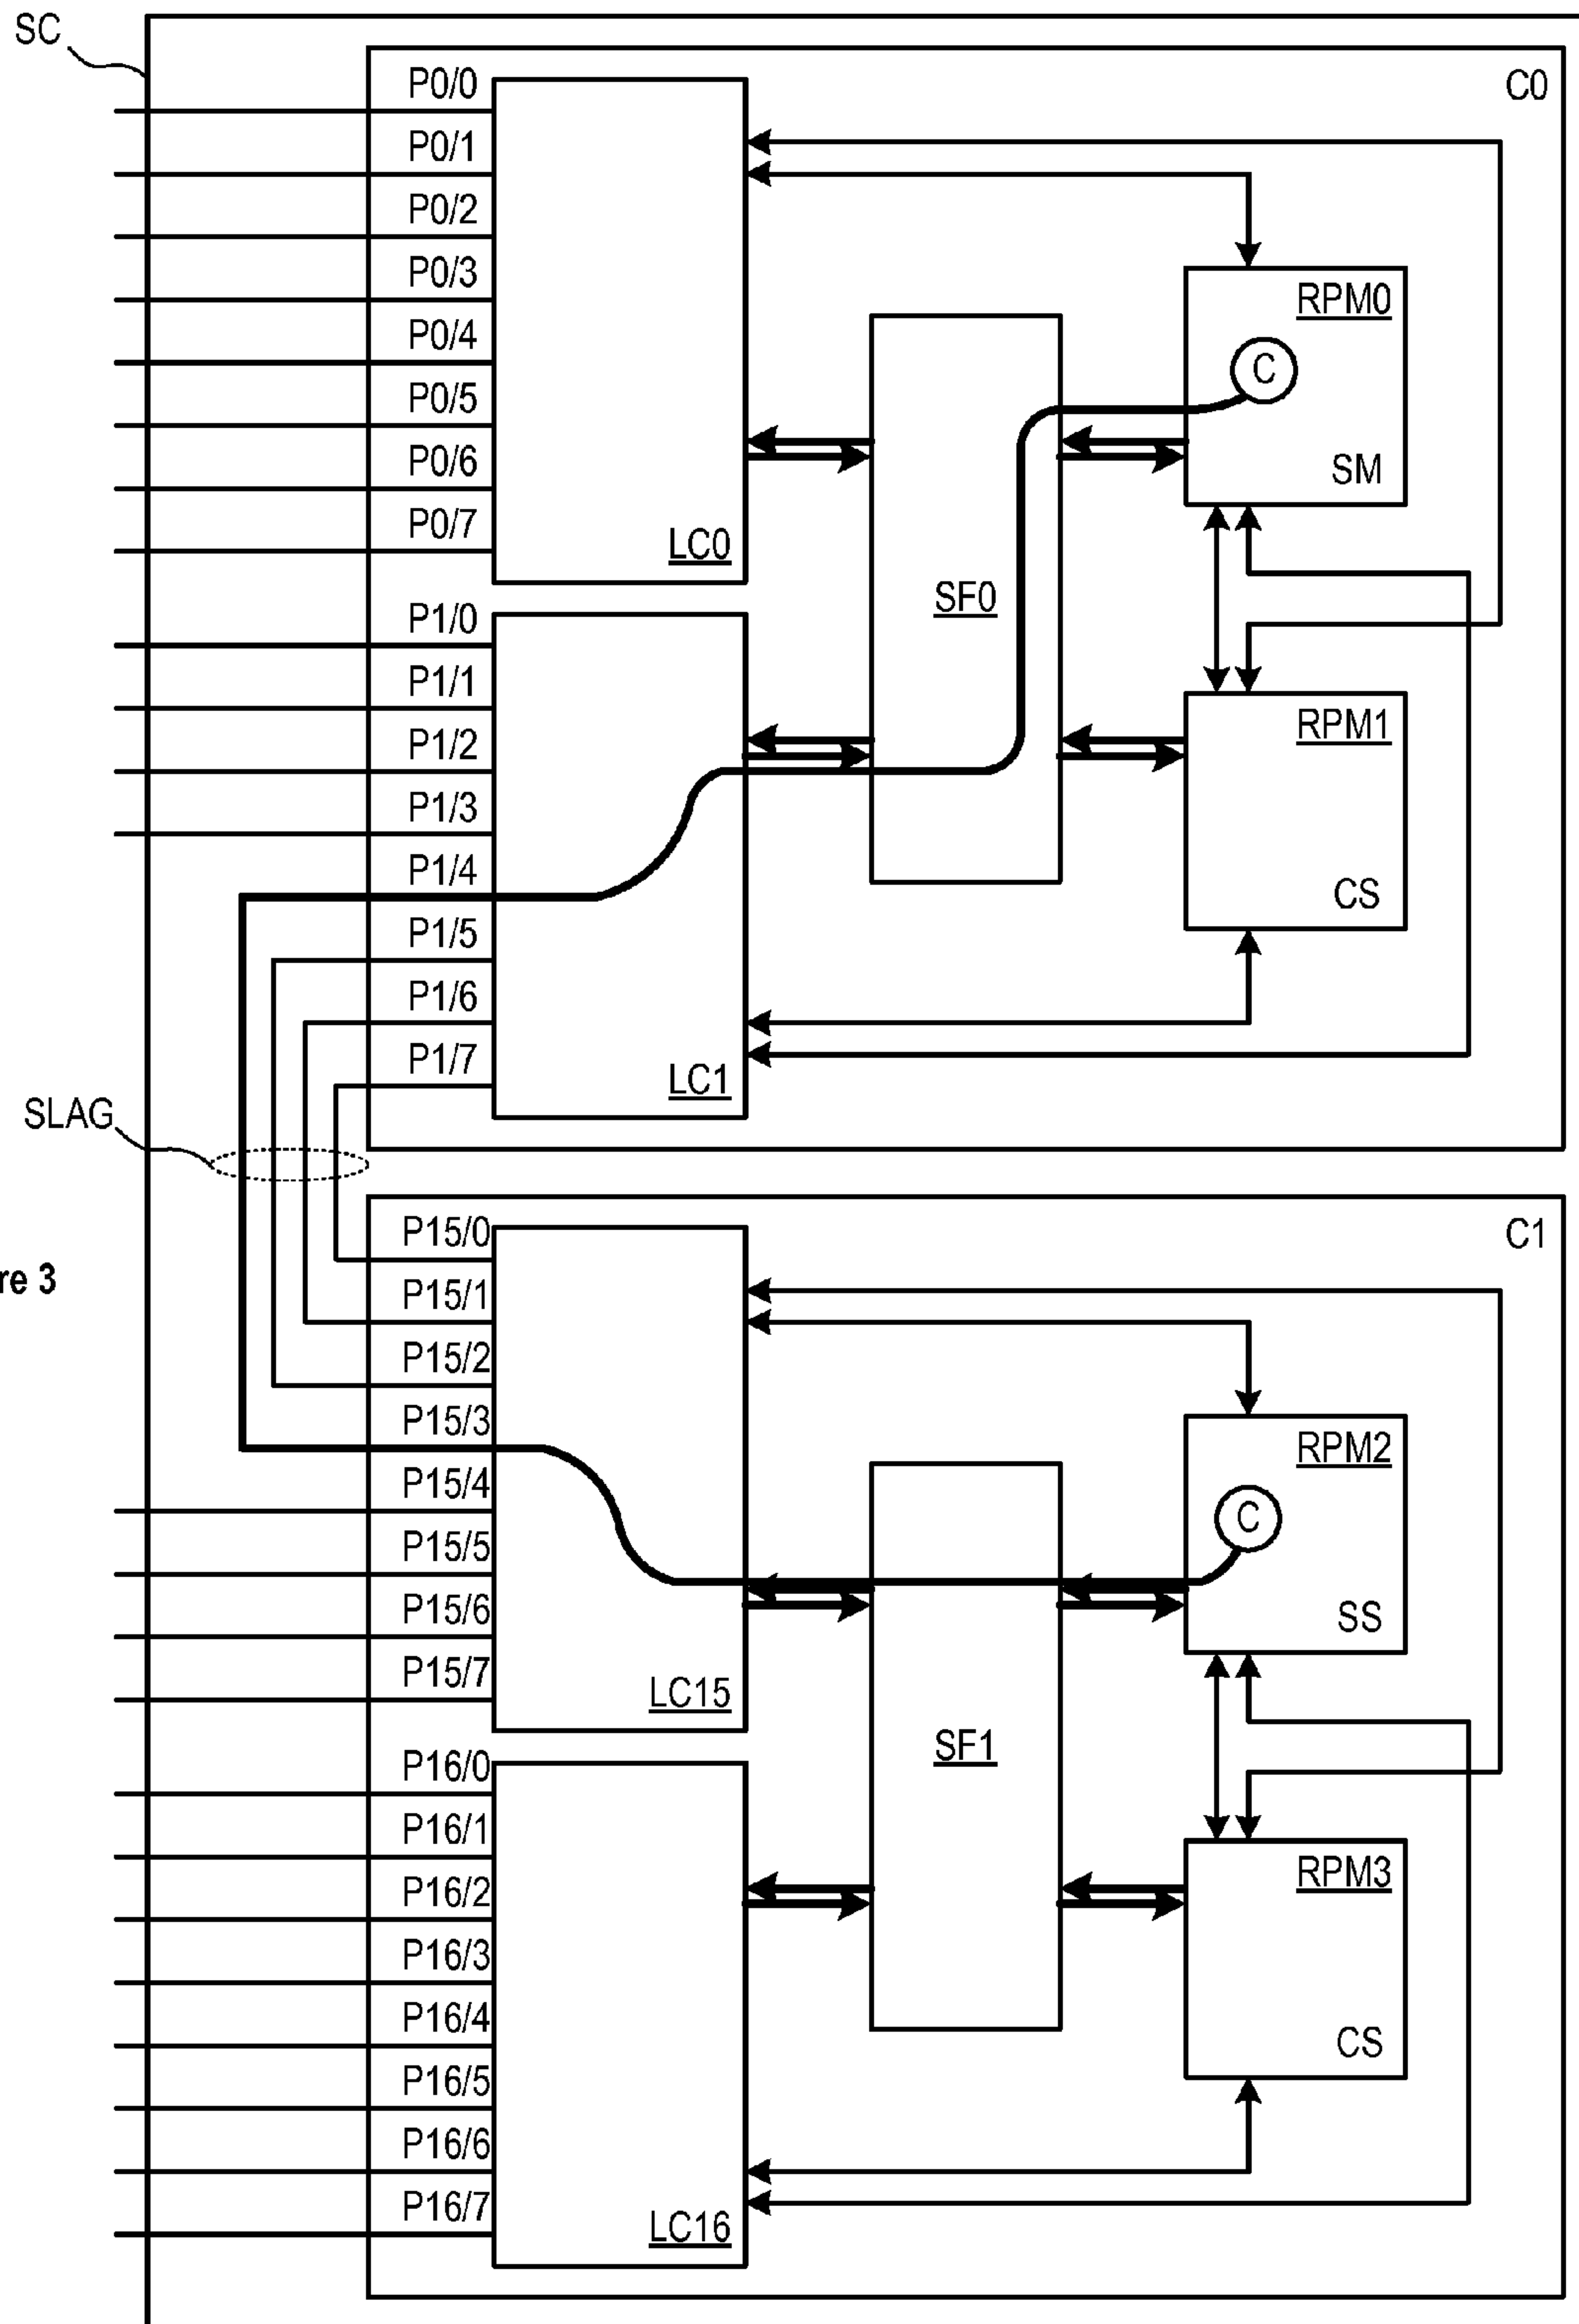 SC
C0
P0/0
P0/1
P0/2
P0/3
P0/4
P0/5
P0/6
P0/7
LC0
RPM0
C
SM
SF0
P1/0
P1/1
P1/2
P1/3
P1/4
P1/5
P1/6
P1/7
LC1
RPM1
CS
SLAG
re 3
C1
P15/0
P15/1
P15/2
P15/3
P15/4
P15/5
P15/6
P15/7
LC15
RPM2
C
SS
SF1
P16/0
P16/1
P16/2
P16/3
P16/4
P16/5
P16/6
P16/7
LC16
RPM3
CS